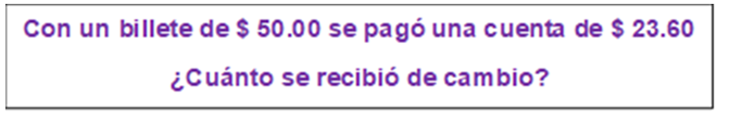 Con un billete de $ 50.00 se pagó una cuenta de $ 23.60
¿Cuánto se recibió de cambio?